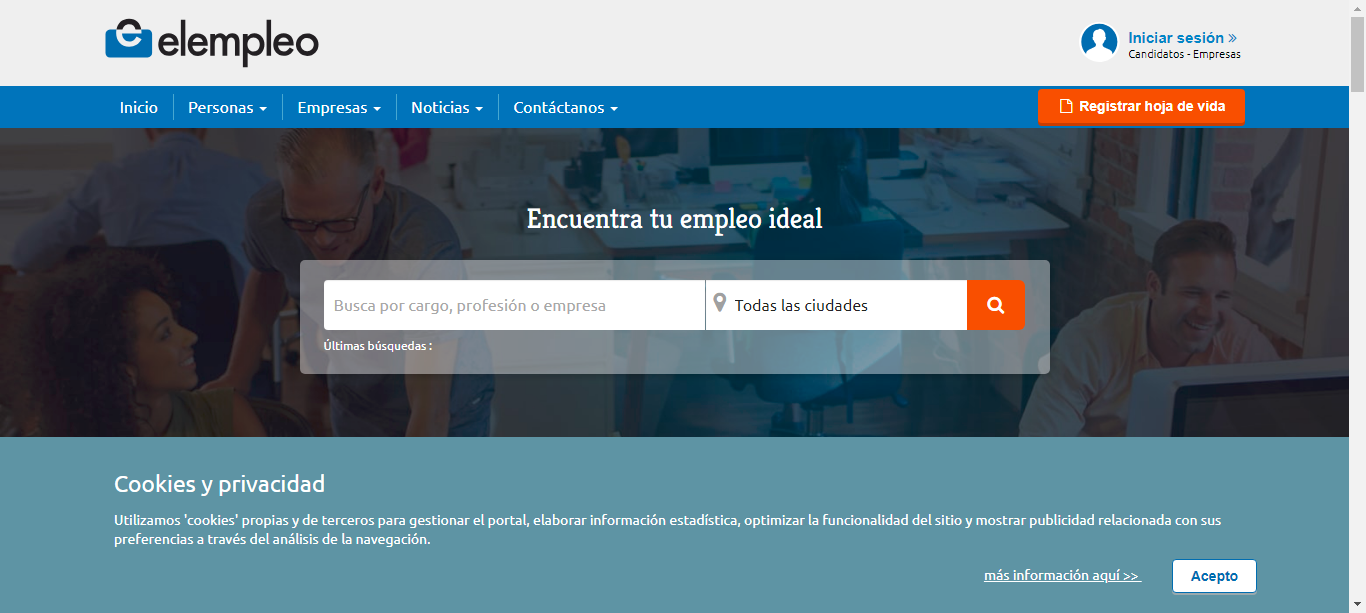 elempleo
Iniciar sesión »
Candidatos - Empresas
Inicio
Personas
Empresas
Noticias
Contáctanos
Registrar hoja de vida
Encuentra tu empleo ideal
Busca por cargo, profesión o empresa
Todas las ciudades
Últimas búsquedas :
Cookies y privacidad
Utilizamos 'cookies' propias y de terceros para gestionar el portal, elaborar información estadística, optimizar la funcionalidad del sitio y mostrar publicidad relacionada con sus
preferencias a través del análisis de la navegación.
más información aquí >>
Acepto